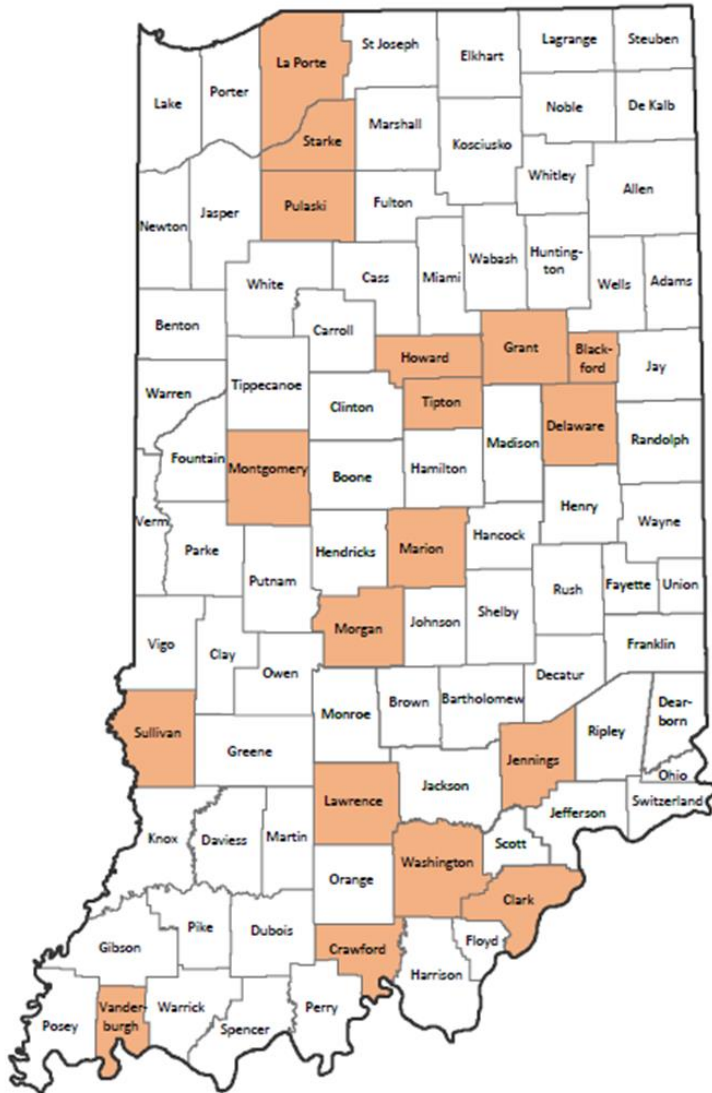 St Joseph
Lagrange
Steuben
Elkhart
La Porte
Porter
Lake
Noble
De Kalb
Marshall
Starke
Kosciusko
Whitley
Allen
Pulaski
Fulton
Jasper
Newton
Wabash
Hunting-
ton
Cass
Miami
White
Wells
Adams
Benton
Carroll
Howard
Grant
Black-
ford
Jay
Warren
Tippecanoe
Clinton
Tipton
Delaware
Madison
Randolph
Fountain
Montgomery
Boone
Hamilton
Henry
Verm
Wayne
Parke
Hendricks
Marion
Hancock
Putnam
Rush
Fayette
Union
Shelby
Morgan
Johnson
Vigo
Clay
Franklin
Owen
Decatur
Monroe
Brown
Bartholomew
Dear-
born
Sullivan
Ripley
Greene
Jennings
Ohio
Jackson
Lawrence
Switzerland
Jefferson
Knox
Daviess
Martin
Scott
Washington
Orange
Clark
Pike
Dubois
Gibson
Crawford
Floyd
Harrison
Vander-
burgh
Warrick
Perry
Posey
Spencer